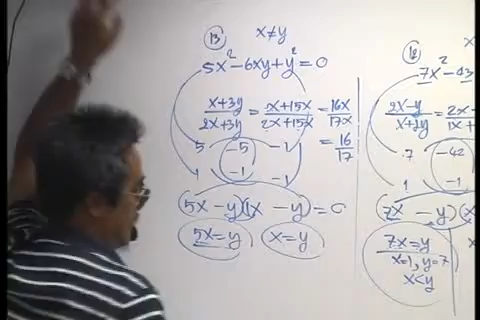 13 x≠y
5x² - 6xy + y² = 0
(x+3y)/(2x+3y) = (x+15x)/(2x+15x) = 16x/17x
= 16/17
5 -5 -1
1 -1 -1
(5x - y)(1x - y) = 0
5x = y x = y
7x² - 43
(2x-y)/(x+2y) = 2x -
7 -42
1 -1
(7x - y)(x
7x = y
x=1, y=7
x<y